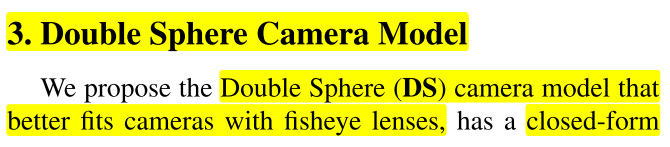 3. Double Sphere Camera Model
We propose the Double Sphere (DS) camera model that
better fits cameras with fisheye lenses, has a closed-form